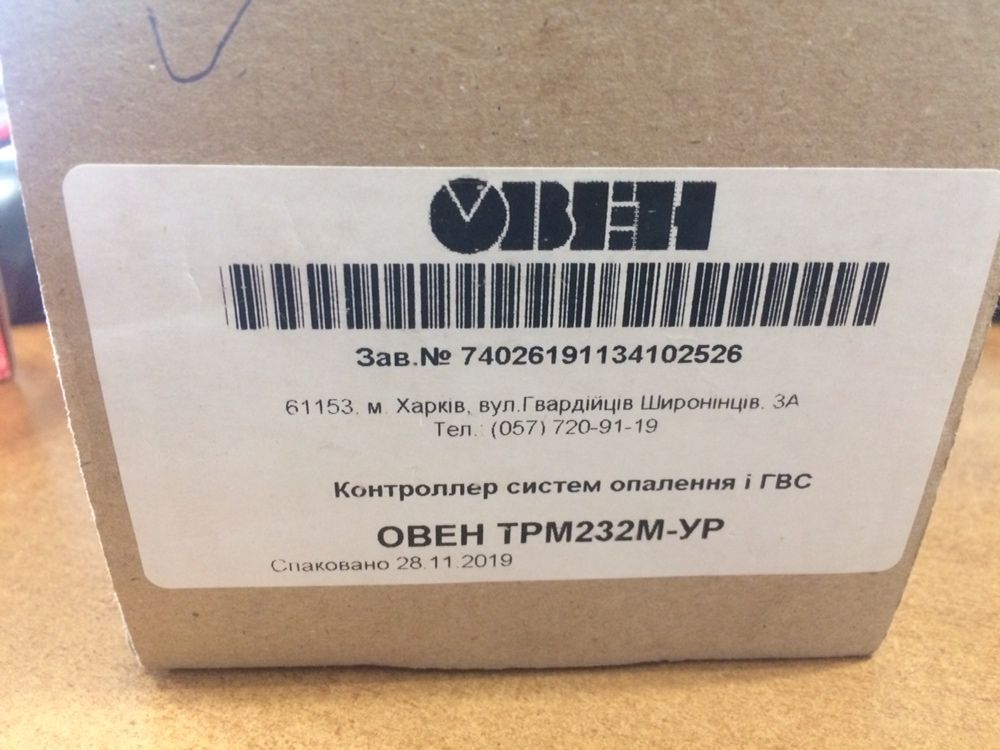 ОВЕН
Зав.№ 74026191134102526
61153, м. Харків, вул.Гвардійців Широнінців, 3А
Тел.: (057) 720-91-19
Контроллер систем опалення і ГВС
ОВЕН ТРМ232М-УР
Спаковано 28.11.2019